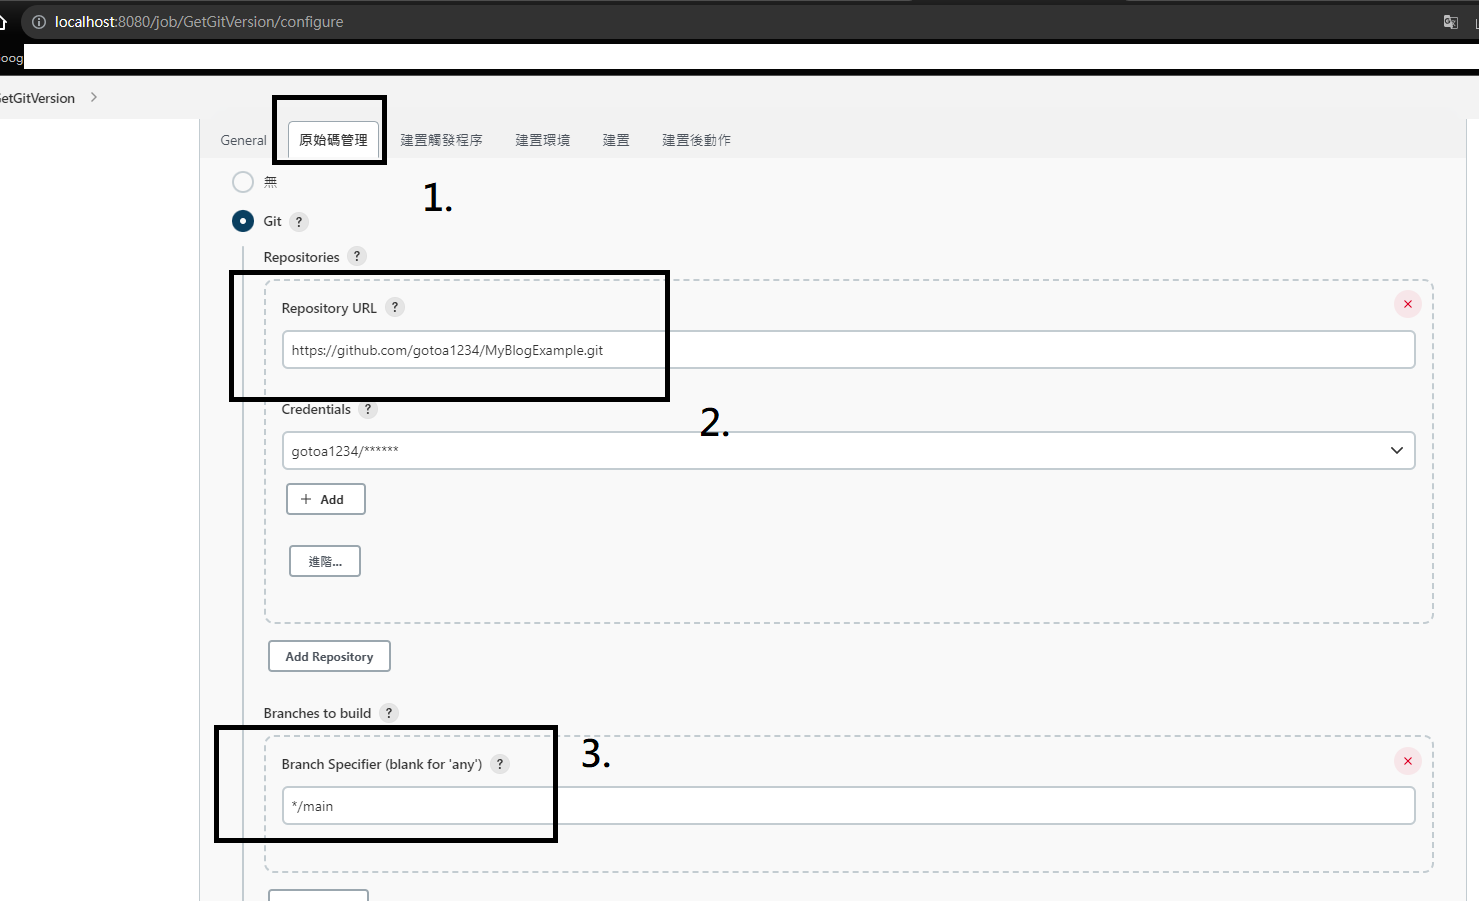 localhost:8080/job/GetGitVersion/configure
oog
GetGitVersion
General 原始碼管理 建置觸發程序 建置環境 建置 建置後動作
無
1.
Git ?
Repositories ?
Repository URL ?
https://github.com/gotoa1234/MyBlogExample.git
Credentials ?
2.
gotoa1234/******
+ Add
進階...
Add Repository
Branches to build ?
3.
Branch Specifier (blank for 'any') ?
*/main